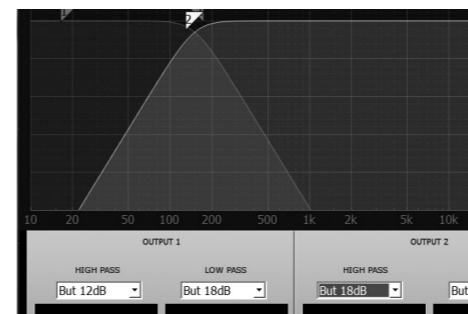 2
10 20 50 100 200 500 1k 2k 5k 10k
OUTPUT 1 OUTPUT 2
HIGH PASS LOW PASS HIGH PASS
But 12dB But 18dB But 18dB But